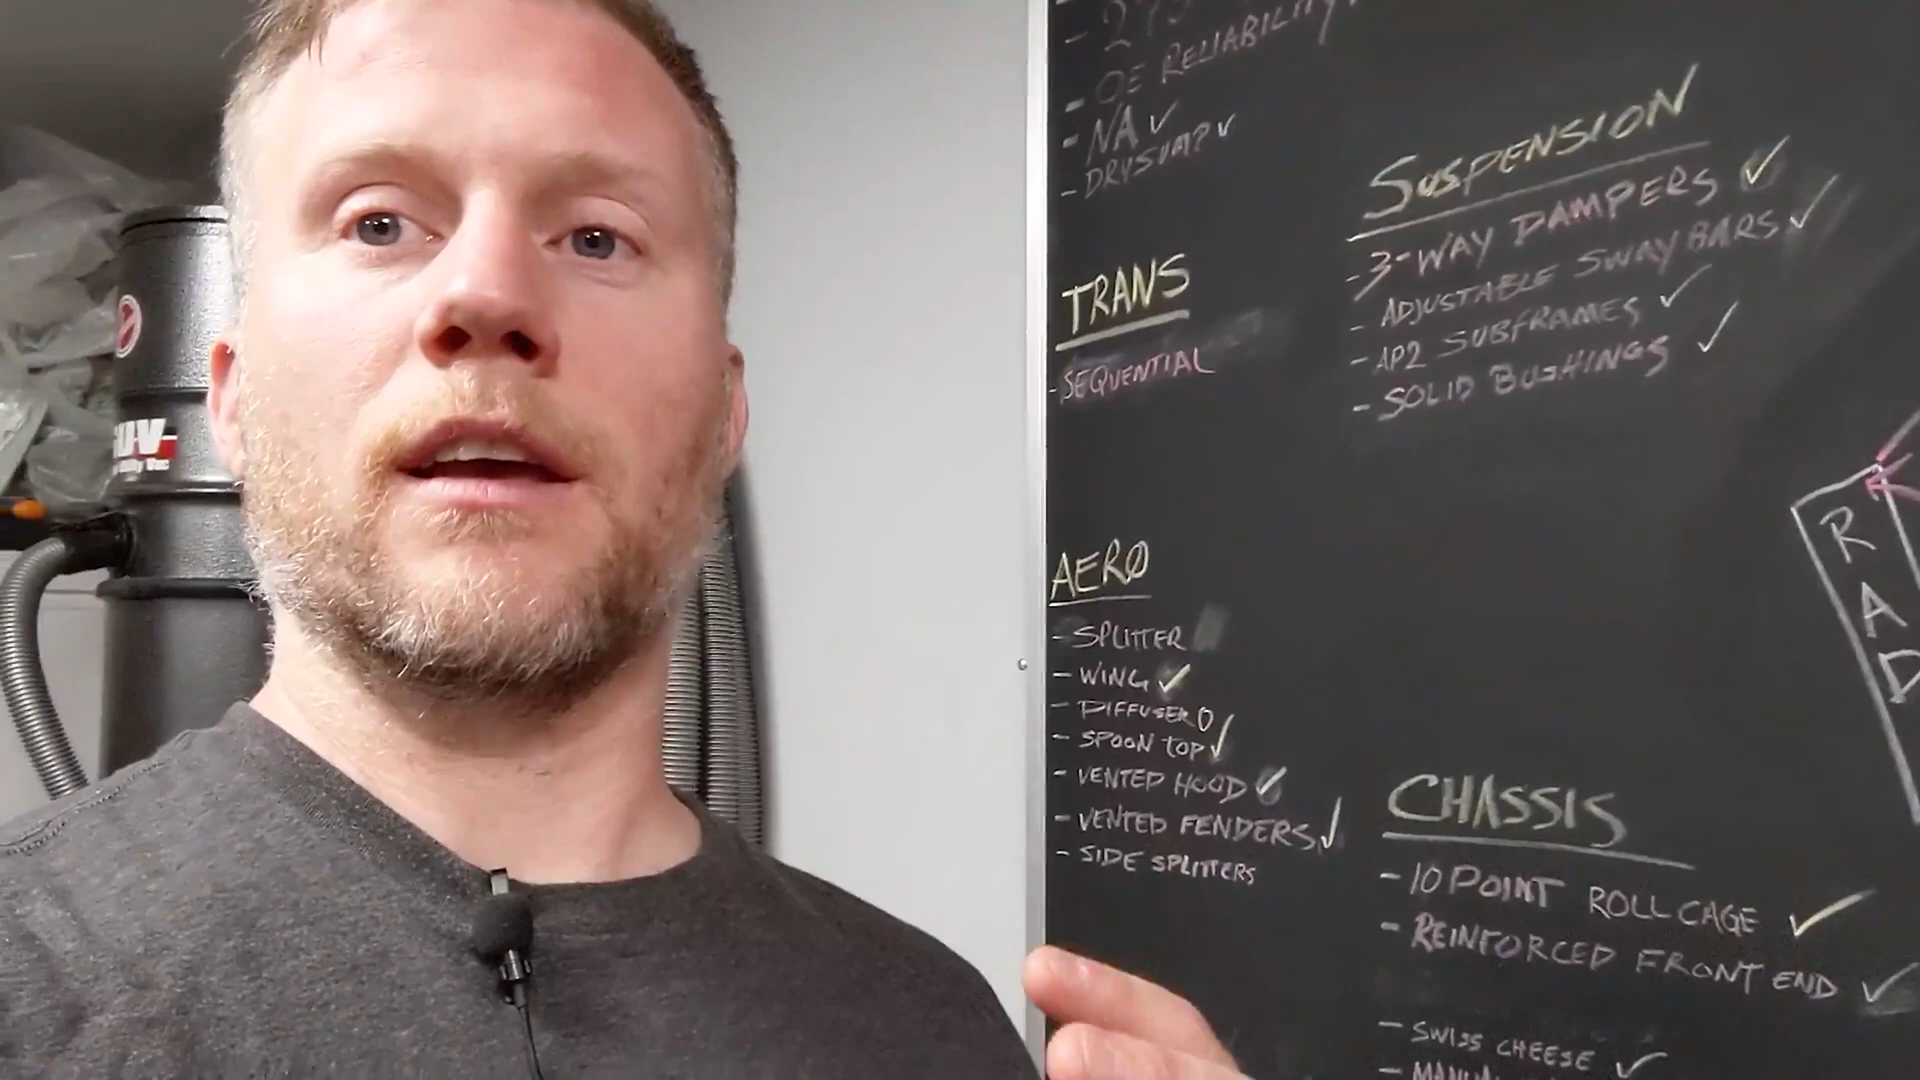 - OE RELIABILITY
- NA ✓
- DRYSUMP ✓
TRANS
- SEQUENTIAL
AERO
- SPLITTER
- WING ✓
- DIFFUSER 0
- SPOON TOP ✓
- VENTED HOOD ✓
- VENTED FENDERS ✓
- SIDE SPLITTERS
SUSPENSION
- 3-WAY DAMPERS ✓
- ADJUSTABLE SWAY BARS ✓
- AP2 SUBFRAMES ✓
- SOLID BUSHINGS ✓
CHASSIS
- 10 POINT ROLL CAGE ✓
- REINFORCED FRONT END ✓
- SWISS CHEESE ✓
RAD